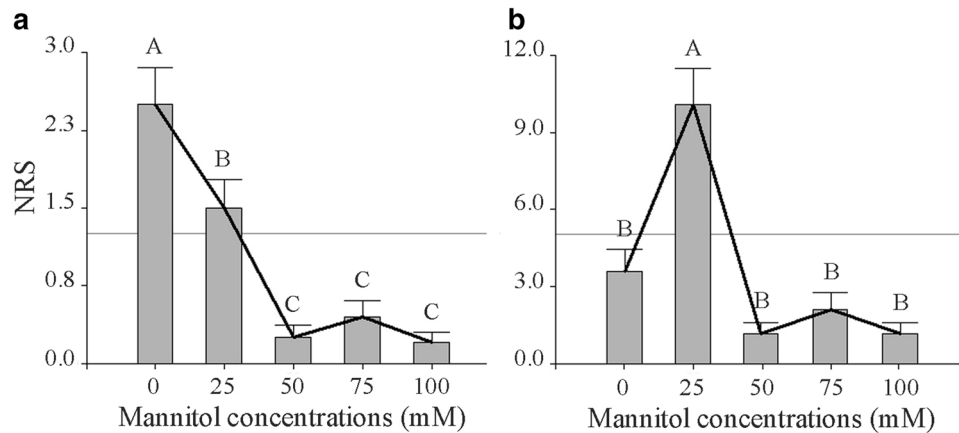 a
b
NRS
3.0
2.3
1.5
0.8
0.0
A
B
C
C
C
0 25 50 75 100
Mannitol concentrations (mM)
12.0
9.0
6.0
3.0
0.0
B
A
B
B
B
0 25 50 75 100
Mannitol concentrations (mM)